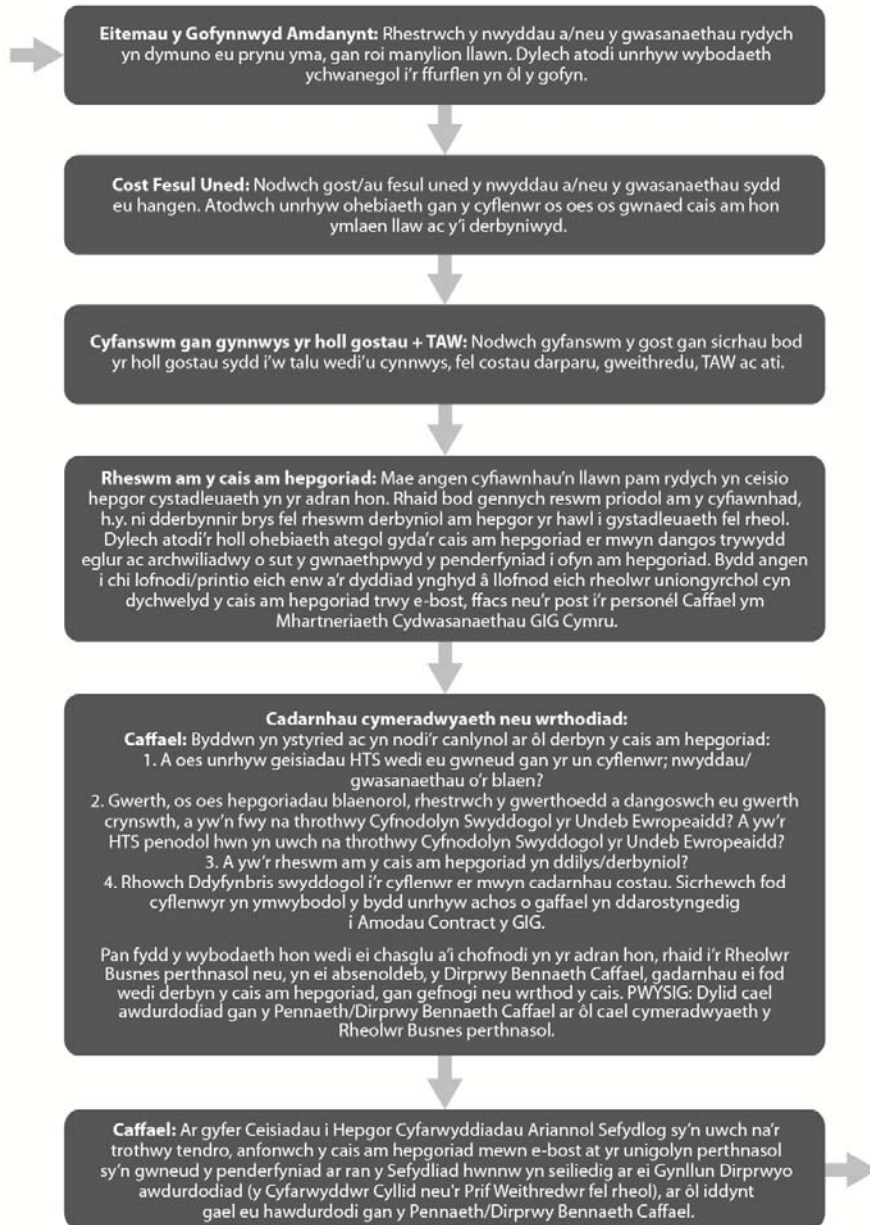 Eitemau y Gofynnwyd Amdanynt: Rhestrwch y nwyddau a/neu y gwasanaethau rydych
yn dymuno eu prynu yma, gan roi manylion llawn. Dylech atodi unrhyw wybodaeth
ychwanegol i'r ffurflen yn ôl y gofyn.
Cost Fesul Uned: Nodwch gost/au fesul uned y nwyddau a/neu y gwasanaethau sydd
eu hangen. Atodwch unrhyw ohebiaeth gan y cyflenwr os oes os gwnaed cais am hon
ymlaen llaw ac y'i derbyniwyd.
Cyfanswm gan gynnwys yr holl gostau + TAW: Nodwch gyfanswm y gost gan sicrhau bod
yr holl gostau sydd i'w talu wedi'u cynnwys, fel costau darparu, gweithredu, TAW ac ati.
Rheswm am y cais am hepgoriad: Mae angen cyfiawnhau'n llawn pam rydych yn ceisio
hepgor cystadleuaeth yn yr adran hon. Rhaid bod gennych reswm priodol am y cyfiawnhad,
h.y. ni dderbynnir brys fel rheswm derbyniol am hepgor yr hawl i gystadleuaeth fel rheol.
Dylech atodi'r holl ohebiaeth ategol gyda'r cais am hepgoriad er mwyn dangos trywydd
eglur ac archwiliadwy o sut y gwnaethpwyd y penderfyniad i ofyn am hepgoriad. Bydd angen
i chi lofnodi/printio eich enw a'r dyddiad ynghyd â llofnod eich rheolwr uniongyrchol cyn
dychwelyd y cais am hepgoriad trwy e-bost, ffacs neu'r post i'r personél Caffael ym
Mhartneriaeth Cydwasanaethau GIG Cymru.
Cadarnhau cymeradwyaeth neu wrthodiad:
Caffael: Byddwn yn ystyried ac yn nodi'r canlynol ar ôl derbyn y cais am hepgoriad:
1. A oes unrhyw geisiadau HTS wedi eu gwneud gan yr un cyflenwr; nwyddau/
gwasanaethau o'r blaen?
2. Gwerth, os oes hepgoriadau blaenorol, rhestrwch y gwerthoedd a dangoswch eu gwerth
crynswth, a yw'n fwy na throthwy Cyfnodolyn Swyddogol yr Undeb Ewropeaidd? A yw'r
HTS penodol hwn yn uwch na throthwy Cyfnodolyn Swyddogol yr Undeb Ewropeaidd?
3. A yw'r rheswm am y cais am hepgoriad yn ddilys/derbyniol?
4. Rhowch Ddyfynbris swyddogol i'r cyflenwr er mwyn cadarnhau costau. Sicrhewch fod
cyflenwyr yn ymwybodol y bydd unrhyw achos o gaffael yn ddarostyngedig
i Amodau Contract y GIG.
Pan fydd y wybodaeth hon wedi ei chasglu a'i chofnodi yn yr adran hon, rhaid i'r Rheolwr
Busnes perthnasol neu, yn ei absenoldeb, y Dirprwy Bennaeth Caffael, gadarnhau ei fod
wedi derbyn y cais am hepgoriad, gan gefnogi neu wrthod y cais. PWYSIG: Dylid cael
awdurdodiad gan y Pennaeth/Dirprwy Bennaeth Caffael ar ôl cael cymeradwyaeth y
Rheolwr Busnes perthnasol.
Caffael: Ar gyfer Ceisiadau i Hepgor Cyfarwyddiadau Ariannol Sefydlog sy'n uwch na'r
trothwy tendro, anfonwch y cais am hepgoriad mewn e-bost at yr unigolyn perthnasol
sy'n gwneud y penderfyniad ar ran y Sefydliad hwnnw yn seiliedig ar ei Gynllun Dirprwyo
awdurdodiad (y Cyfarwyddwr Cyllid neu'r Prif Weithredwr fel rheol), ar ôl iddynt
gael eu hawdurdodi gan y Pennaeth/Dirprwy Bennaeth Caffael.